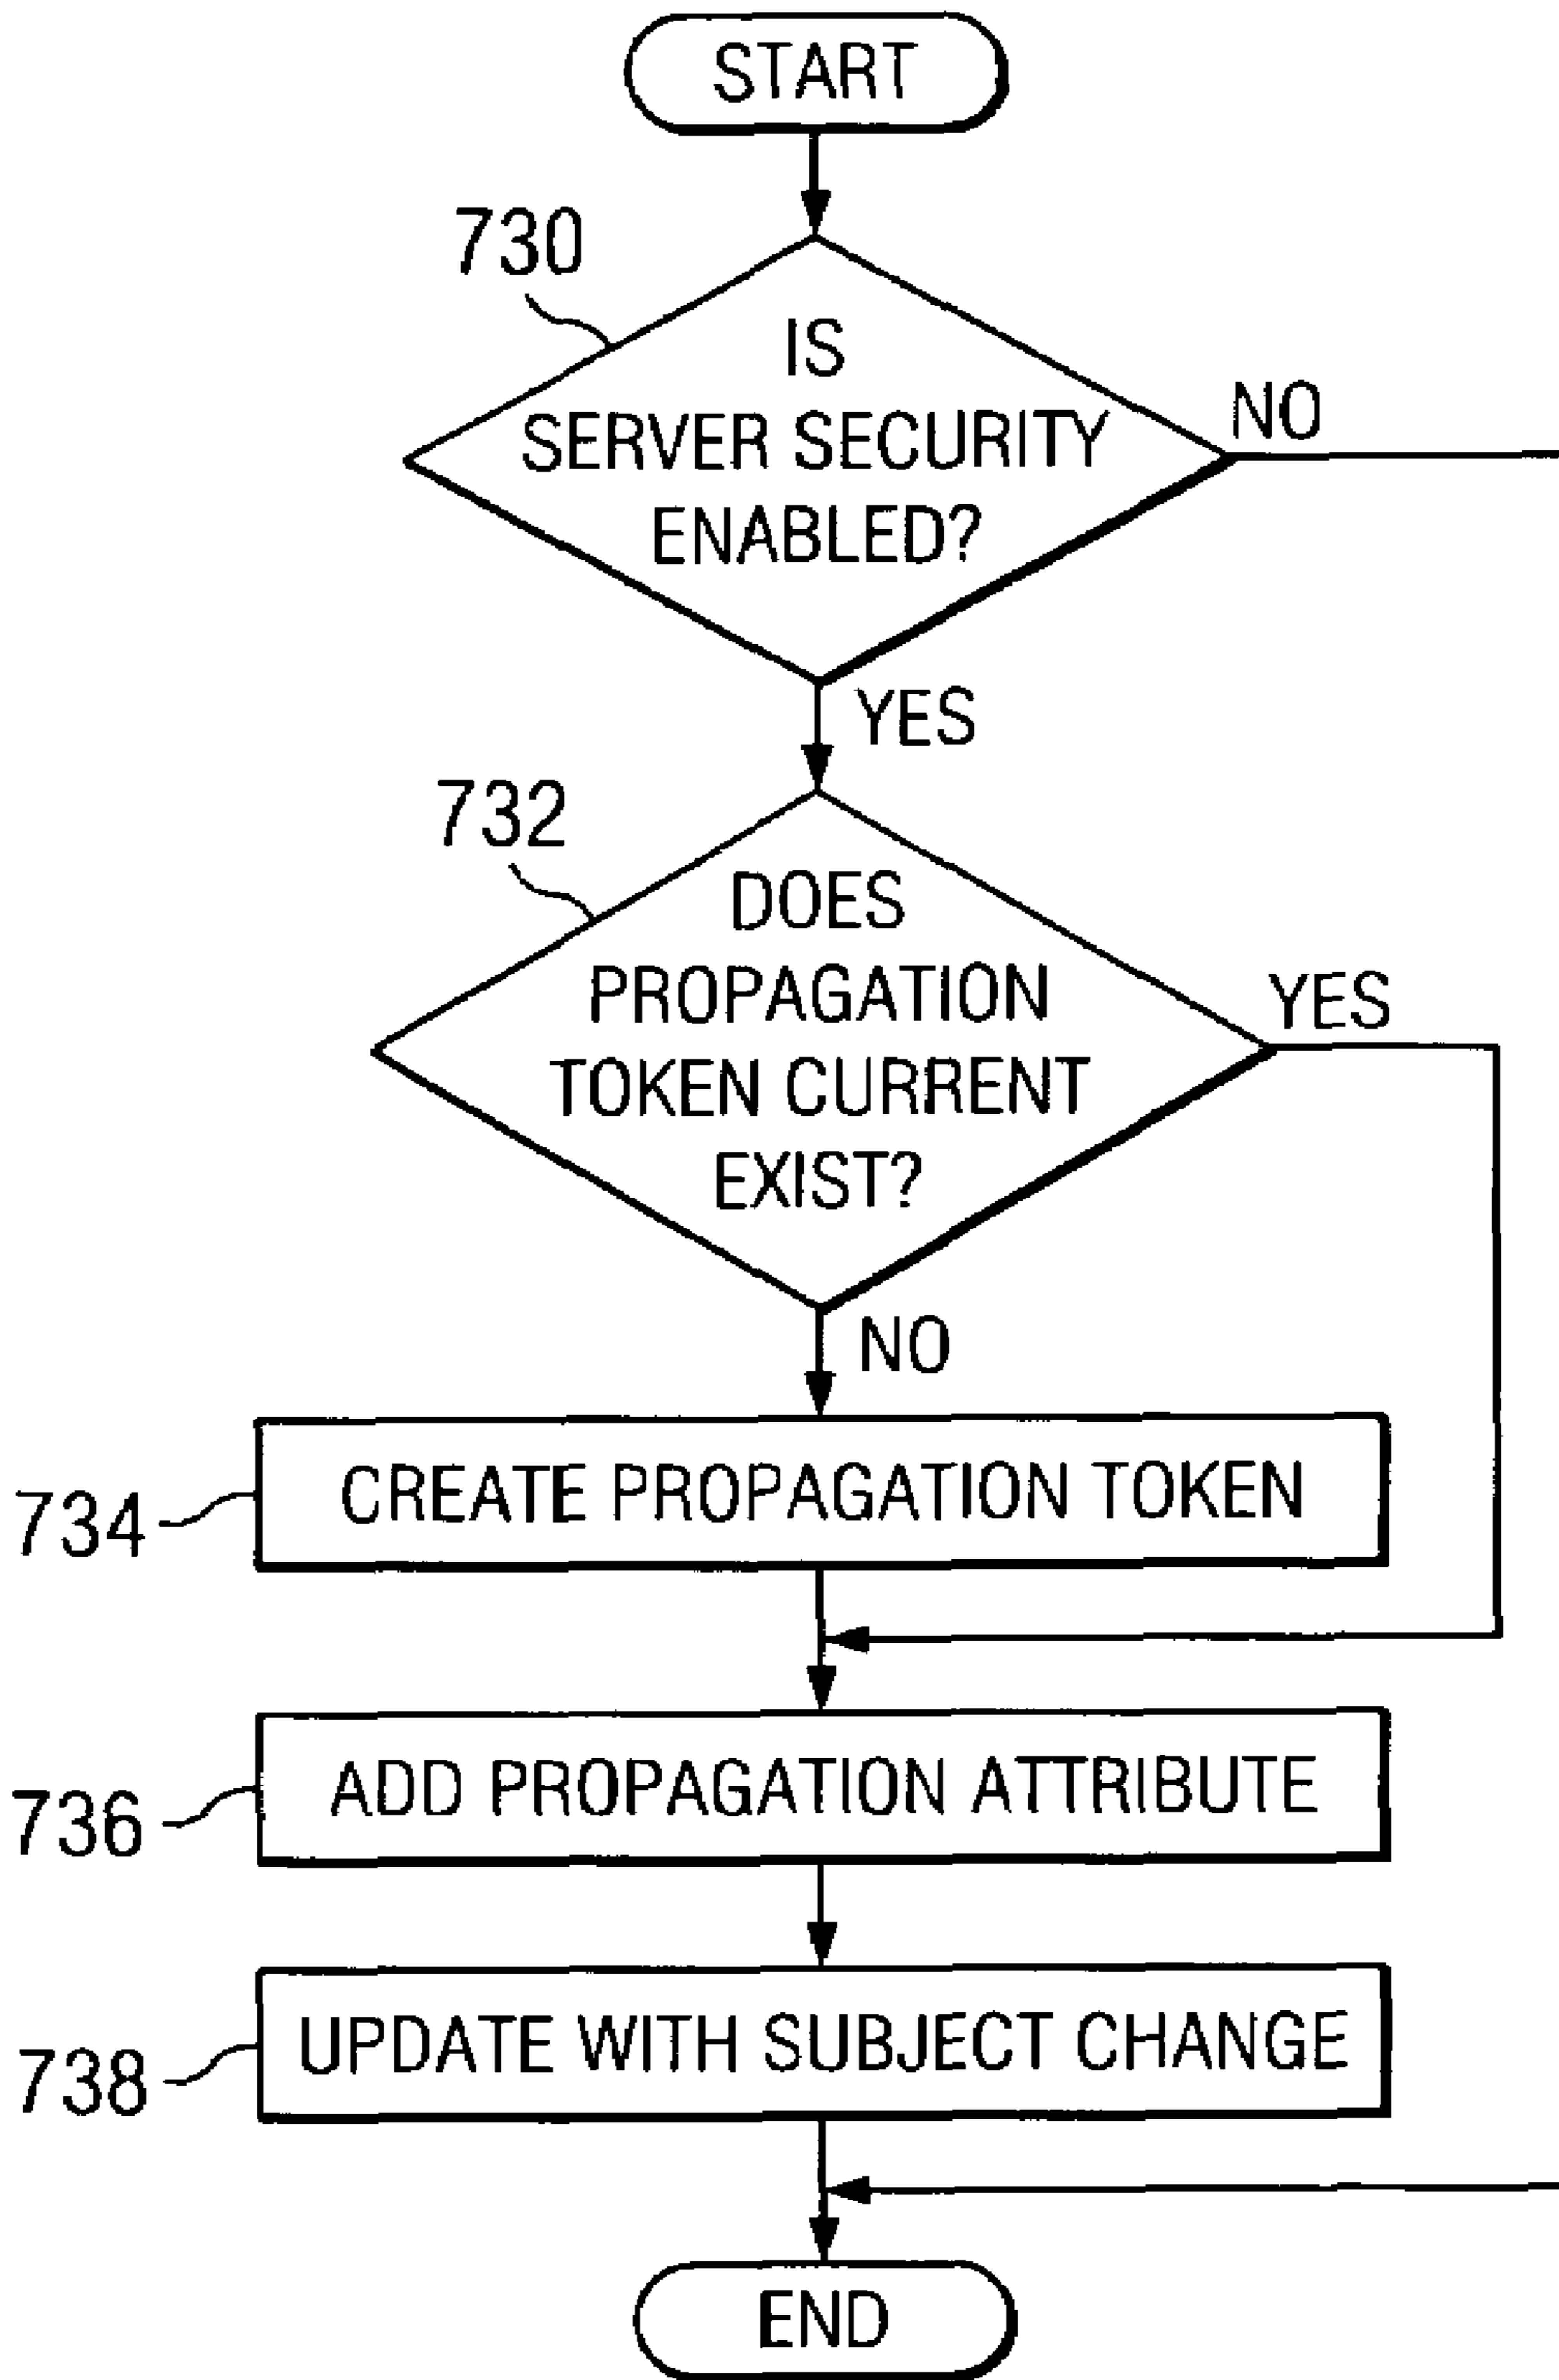 START
730
IS
SERVER SECURITY
ENABLED?
NO
YES
732
DOES
PROPAGATION
TOKEN CURRENT
EXIST?
YES
NO
734
CREATE PROPAGATION TOKEN
736
ADD PROPAGATION ATTRIBUTE
738
UPDATE WITH SUBJECT CHANGE
END